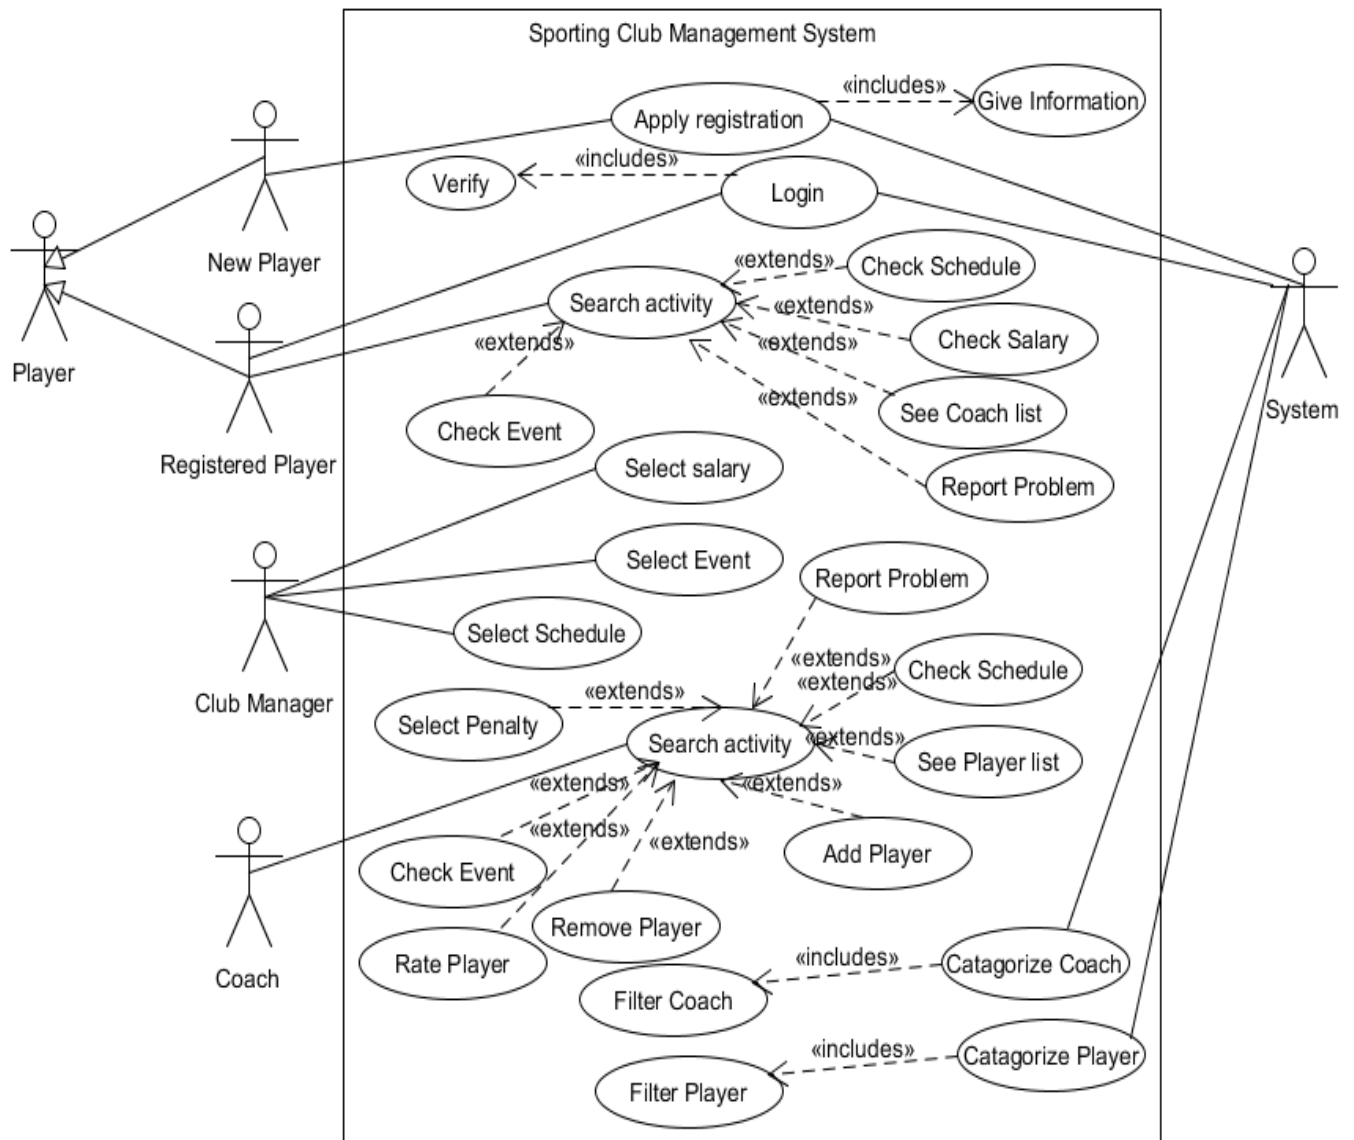 Sporting Club Management System
«includes»
Give Information
Apply registration
«includes»
Verify
Login
New Player
«extends»
Check Schedule
Search activity
«extends»
Check Salary
«extends»
«extends»
Player
«extends»
See Coach list
System
Check Event
Registered Player
Select salary
Report Problem
Select Event
Report Problem
Select Schedule
«extends»
Check Schedule
«extends»
«extends»
Club Manager
Select Penalty
Search activity
«extends»
See Player list
«extends»
«extends»
«extends»
«extends»
Add Player
Check Event
Remove Player
Rate Player
«includes»
Catagorize Coach
Coach
Filter Coach
«includes»
Catagorize Player
Filter Player